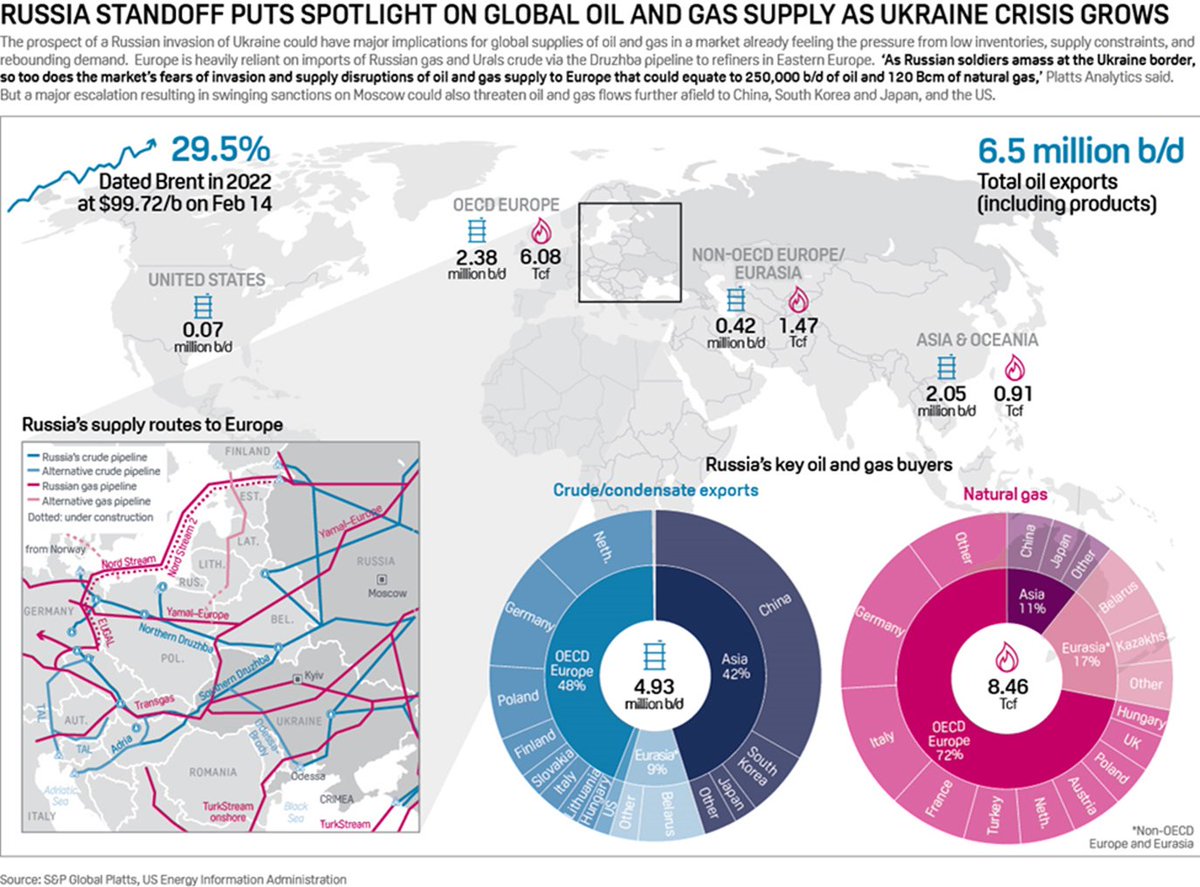 RUSSIA STANDOFF PUTS SPOTLIGHT ON GLOBAL OIL AND GAS SUPPLY AS UKRAINE CRISIS GROWS
The prospect of a Russian invasion of Ukraine could have major implications for global supplies of oil and gas in a market already feeling the pressure from low inventories, supply constraints, and
rebounding demand. Europe is heavily reliant on imports of Russian gas and Urals crude via the Druzhba pipeline to refiners in Eastern Europe. ‘As Russian soldiers amass at the Ukraine border,
so too does the market’s fears of invasion and supply disruptions of oil and gas supply to Europe that could equate to 250,000 b/d of oil and 120 Bcm of natural gas,’ Platts Analytics said.
But a major escalation resulting in swinging sanctions on Moscow could also threaten oil and gas flows further afield to China, South Korea and Japan, and the US.
29.5%
Dated Brent in 2022
at $99.72/b on Feb 14
6.5 million b/d
Total oil exports
(including products)
UNITED STATES
0.07
million b/d
OECD EUROPE
2.38
million b/d
6.08
Tcf
NON-OECD EUROPE/
EURASIA
0.42
million b/d
1.47
Tcf
ASIA & OCEANIA
2.05
million b/d
0.91
Tcf
Russia’s supply routes to Europe
Russia’s crude pipeline
Alternative crude pipeline
Russian gas pipeline
Alternative gas pipeline
Dotted: under construction
from Norway
FINLAND
EST.
LAT.
LITH.
RUS.
RUSSIA
Moscow
Yamal-Europe
Nord Stream
Nord Stream 2
GERMANY
EUGAL
Yamal-Europe
Northern Druzhba
BEL.
POL.
Southern Druzhba
Kyiv
Transgas
UKRAINE
TAL
AUT.
TAL
Adria
Odessa-
Brody
ROMANIA
Odessa
Adriatic
Sea
ITALY
TurkStream
onshore
Black
Sea
CRIMEA
TurkStream
Russia’s key oil and gas buyers
Crude/condensate exports
4.93
million b/d
Asia
42%
China
South
Korea
Japan
Other
Eurasia*
9%
Belarus
Other
US
Hungary
Lithuania
Italy
Slovakia
Finland
Poland
Germany
Neth.
OECD
Europe
48%
Natural gas
8.46
Tcf
Asia
11%
China
Japan
Other
Eurasia*
17%
Belarus
Kazakhs.
Other
OECD
Europe
72%
Hungary
UK
Poland
Austria
Neth.
Turkey
France
Italy
Germany
Other
*Non-OECD
Europe and Eurasia
Source: S&P Global Platts, US Energy Information Administration